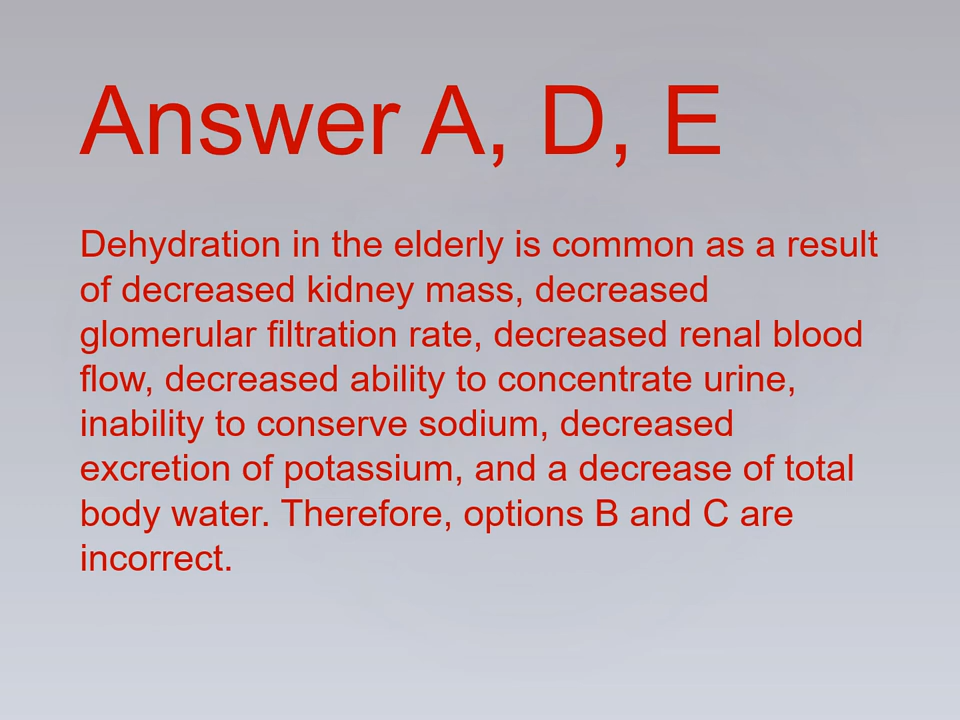 Answer A, D, E
Dehydration in the elderly is common as a result
of decreased kidney mass, decreased
glomerular filtration rate, decreased renal blood
flow, decreased ability to concentrate urine,
inability to conserve sodium, decreased
excretion of potassium, and a decrease of total
body water. Therefore, options B and C are
incorrect.